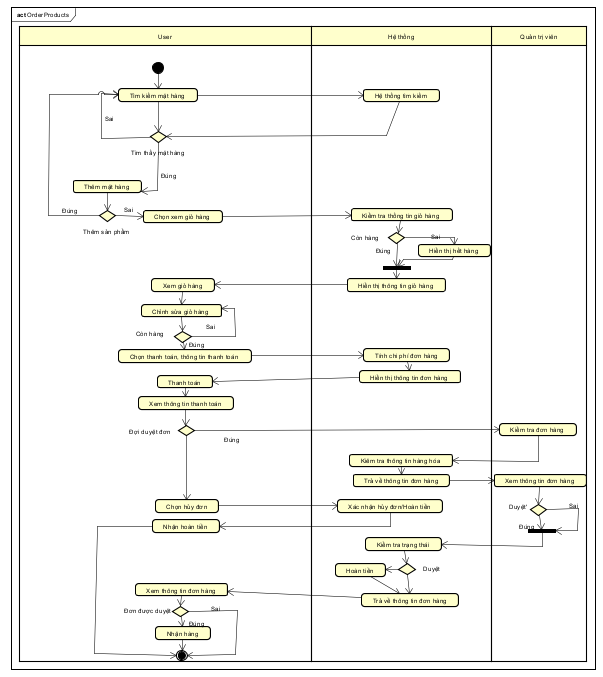 act OrderProducts
User
Hệ thống
Quản trị viên
Tìm kiếm mặt hàng
Hệ thống tìm kiếm
Sai
Tìm thấy mặt hàng
Đúng
Thêm mặt hàng
Đúng
Sai
Chọn xem giỏ hàng
Thêm sản phẩm
Kiểm tra thông tin giỏ hàng
Còn hàng
Sai
Đúng
Hiển thị hết hàng
Xem giỏ hàng
Hiển thị thông tin giỏ hàng
Chỉnh sửa giỏ hàng
Sai
Còn hàng
Đúng
Chọn thanh toán, thông tin thanh toán
Tính chi phí đơn hàng
Thanh toán
Hiển thị thông tin đơn hàng
Xem thông tin thanh toán
Đợi duyệt đơn
Đúng
Kiểm tra đơn hàng
Kiểm tra thông tin hàng hóa
Trả về thông tin đơn hàng
Xem thông tin đơn hàng
Chọn hủy đơn
Xác nhận hủy đơn/Hoàn tiền
Duyệt'
Sai
Nhận hoàn tiền
Đúng
Kiểm tra trạng thái
Hoàn tiền
Duyệt
Xem thông tin đơn hàng
Trả về thông tin đơn hàng
Đơn được duyệt
Sai
Đúng
Nhận hàng